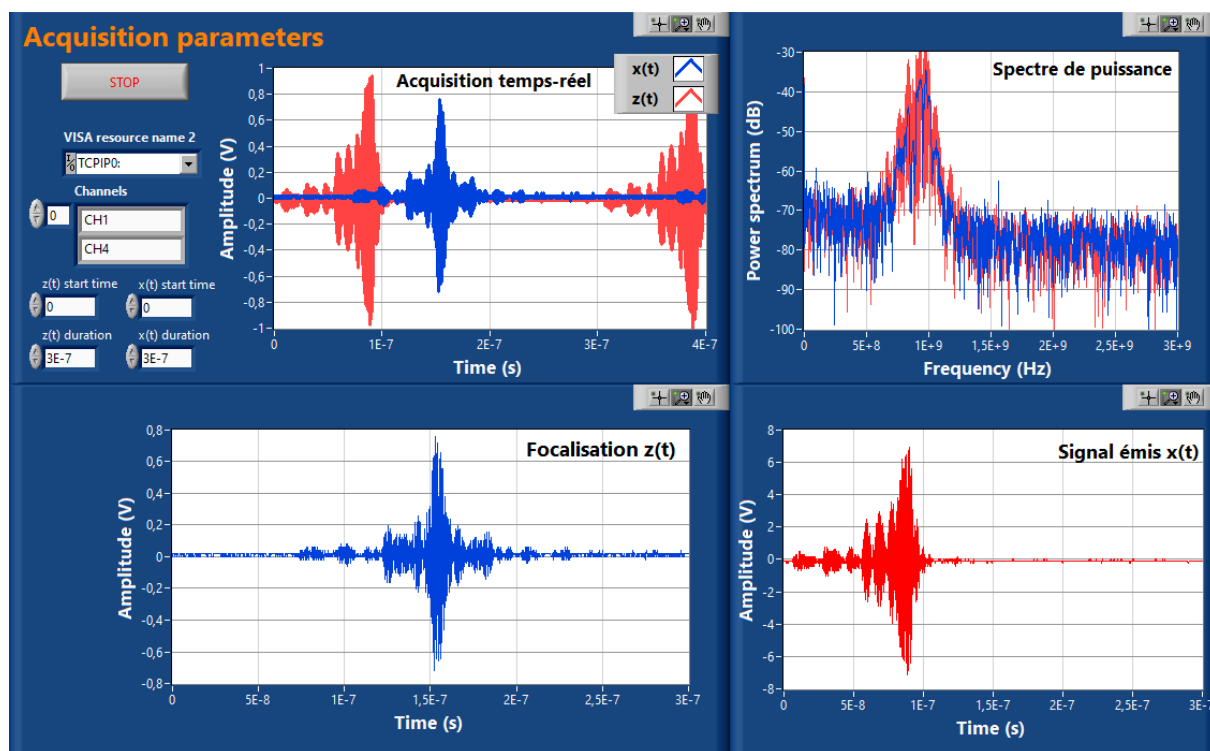 Acquisition parameters
STOP
VISA resource name 2
I/O TCPIP0:
Channels
0
CH1
CH4
z(t) start time x(t) start time
0 0
z(t) duration x(t) duration
3E-7 3E-7
Acquisition temps-réel
x(t)
z(t)
Amplitude (V)
1
0,8
0,6
0,4
0,2
0
-0,2
-0,4
-0,6
-0,8
-1
0 1E-7 2E-7 3E-7 4E-7
Time (s)
Spectre de puissance
Power spectrum (dB)
-30
-40
-50
-60
-70
-80
-90
-100
0 5E+8 1E+9 1,5E+9 2E+9 2,5E+9 3E+9
Frequency (Hz)
Focalisation z(t)
Amplitude (V)
0,8
0,6
0,4
0,2
0
-0,2
-0,4
-0,6
-0,8
0 5E-8 1E-7 1,5E-7 2E-7 2,5E-7 3E-7
Time (s)
Signal émis x(t)
Amplitude (V)
8
6
4
2
0
-2
-4
-6
-8
0 5E-8 1E-7 1,5E-7 2E-7 2,5E-7 3E-7
Time (s)